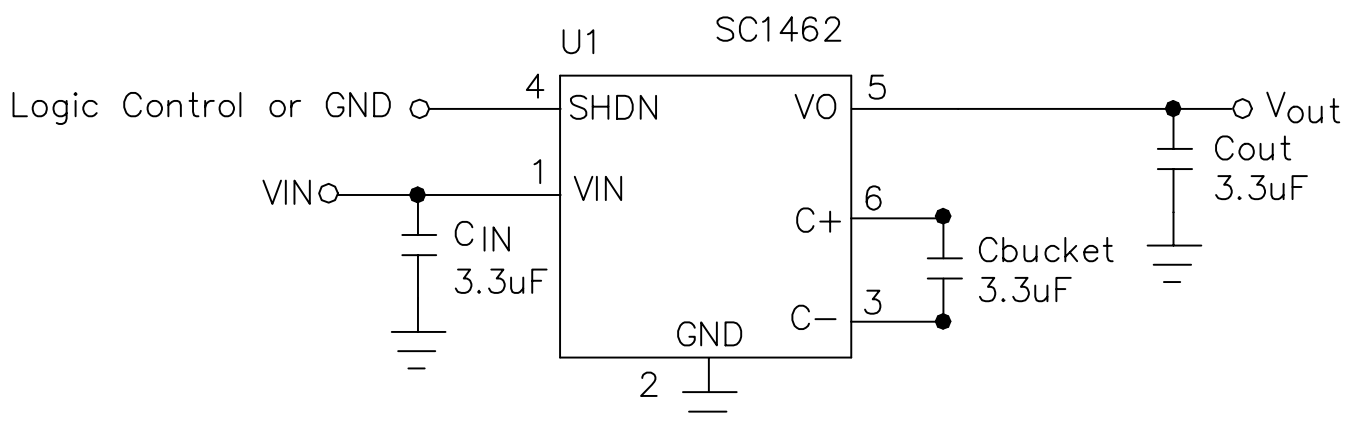 SC1462
U1
Logic Control or GND
4
SHDN
VO
5
Vout
Cout
3.3uF
VIN
1
VIN
CIN
3.3uF
C+
6
Cbucket
3.3uF
C−
3
GND
2